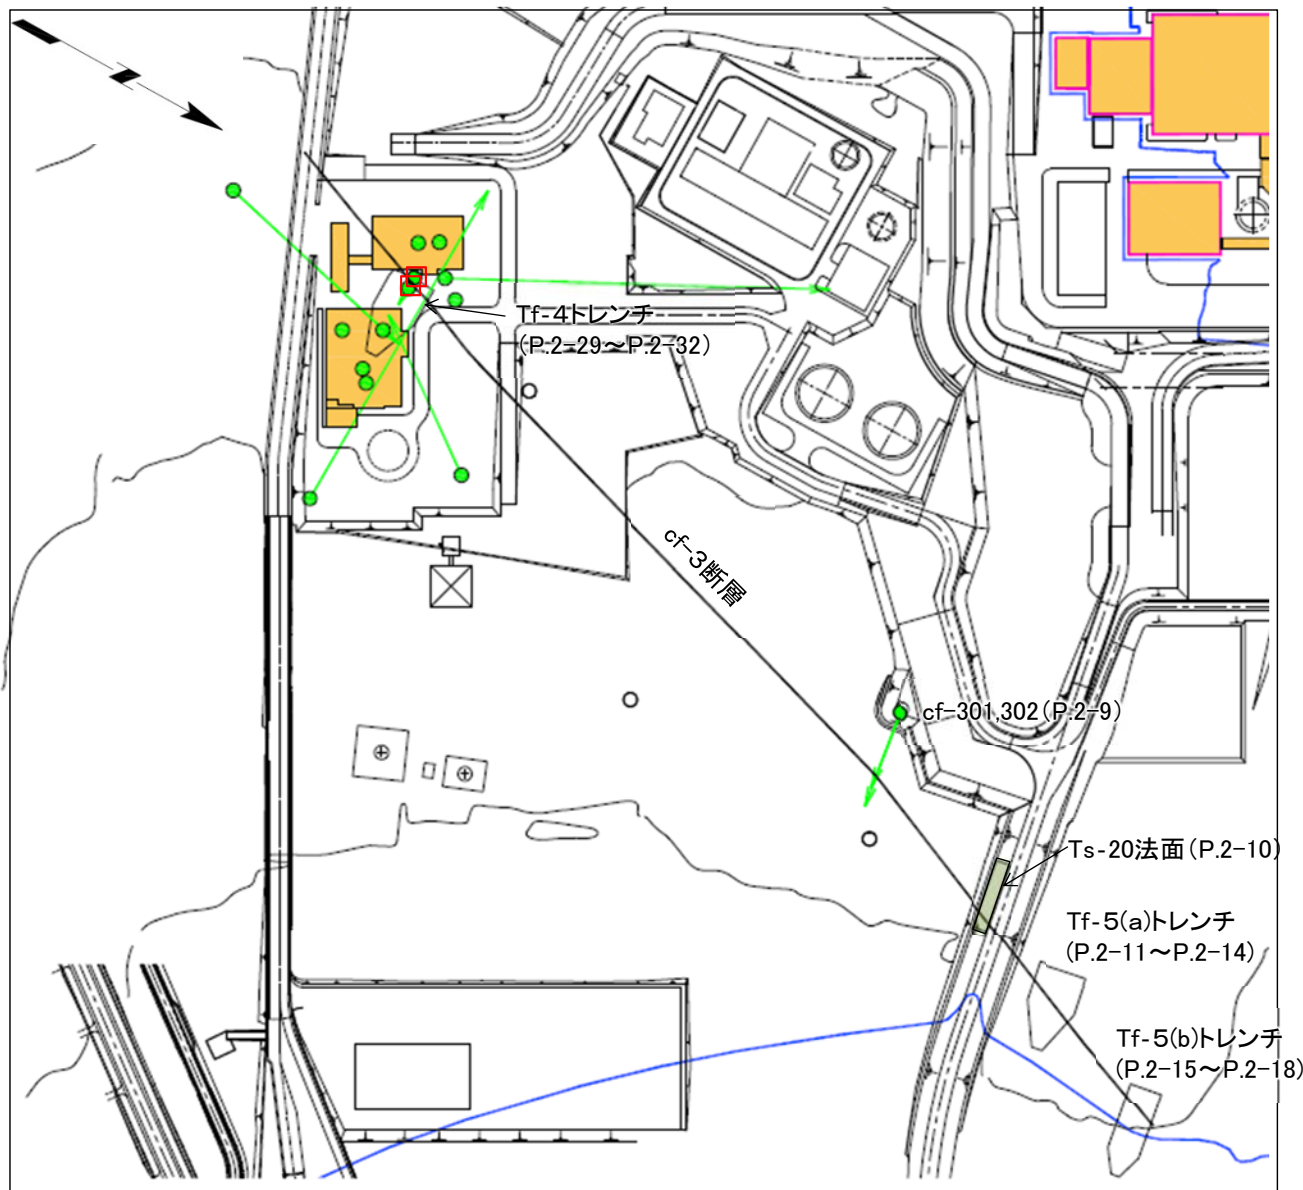 Tf-4トレンチ
(P.2-29～P.2-32)
cf-3断層
cf-301,302(P.2-9)
Ts-20法面(P.2-10)
Tf-5(a)トレンチ
(P.2-11～P.2-14)
Tf-5(b)トレンチ
(P.2-15～P.2-18)